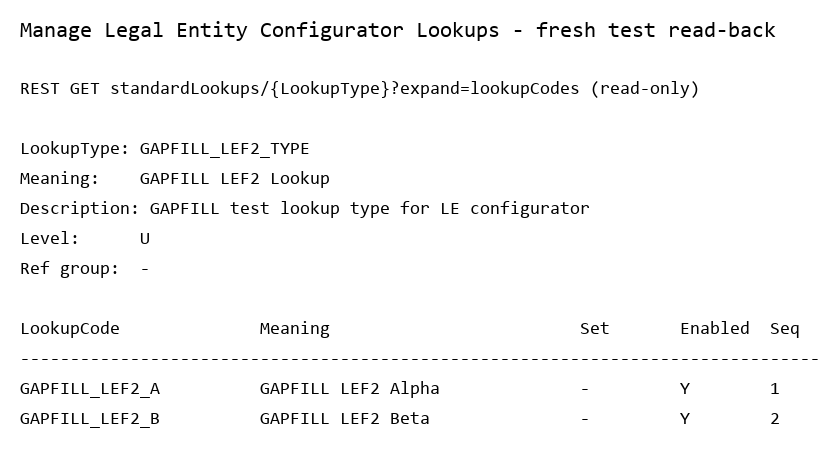 Manage Legal Entity Configurator Lookups - fresh test read-back
REST GET standardLookups/{LookupType}?expand=lookupCodes (read-only)
LookupType: GAPFILL_LEF2_TYPE
Meaning:    GAPFILL LEF2 Lookup
Description: GAPFILL test lookup type for LE configurator
Level:      U
Ref group:  -
LookupCode              Meaning                         Set       Enabled  Seq
--------------------------------------------------------------------------------
GAPFILL_LEF2_A          GAPFILL LEF2 Alpha              -         Y        1
GAPFILL_LEF2_B          GAPFILL LEF2 Beta               -         Y        2